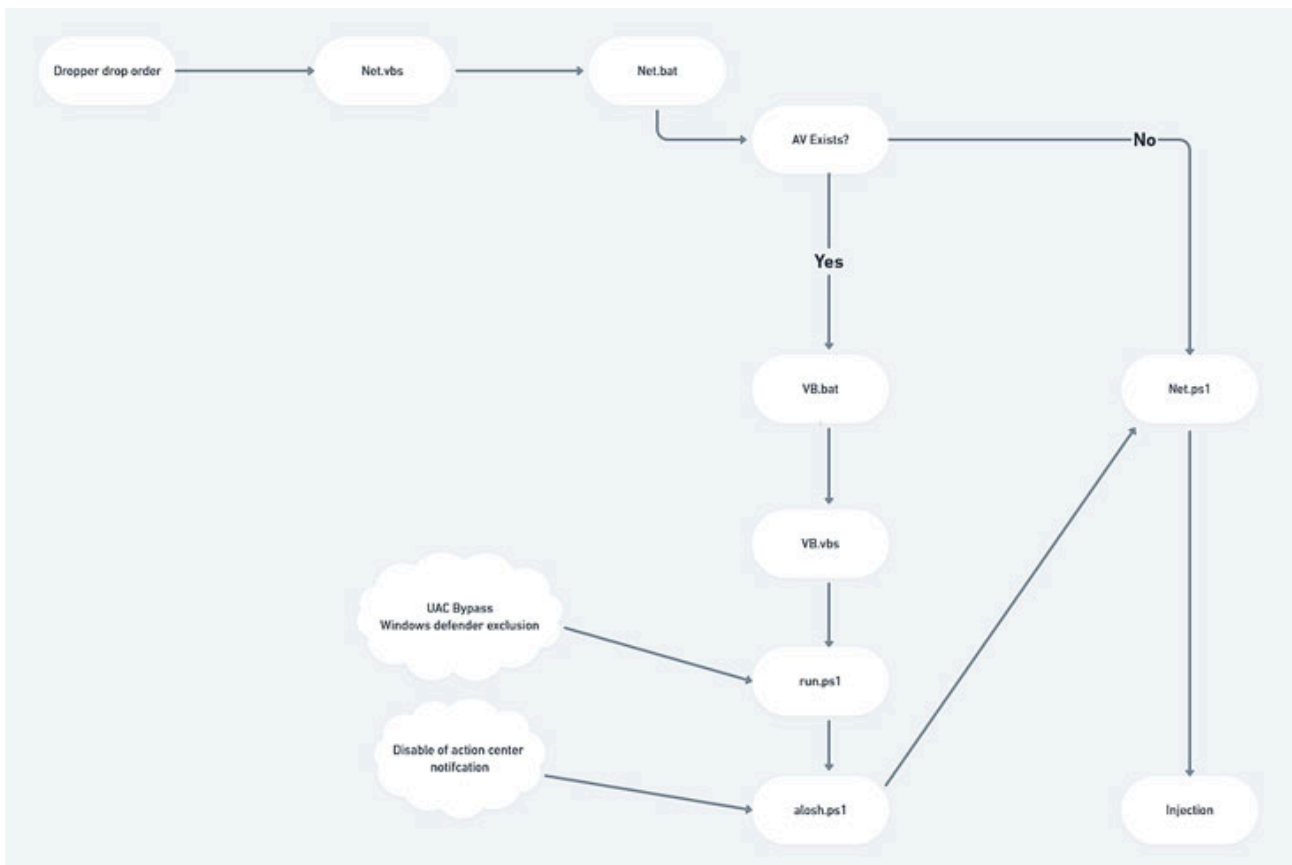 Dropper drop order
Net.vbs
Net.bat
AV Exists?
No
Yes
VB.bat
Net.ps1
VB.vbs
UAC Bypass
Windows defender exclusion
run.ps1
Disable of action center
notifcation
alosh.ps1
Injection